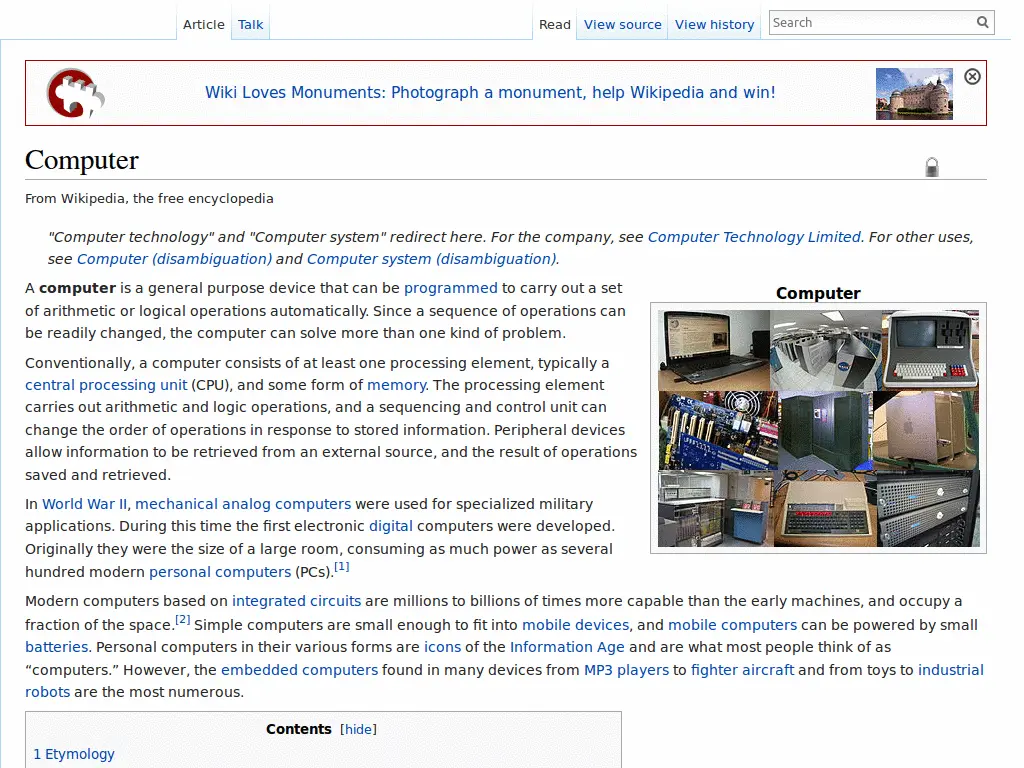 Article Talk Read View source View history Search
Wiki Loves Monuments: Photograph a monument, help Wikipedia and win!
Computer
From Wikipedia, the free encyclopedia
"Computer technology" and "Computer system" redirect here. For the company, see Computer Technology Limited. For other uses,
see Computer (disambiguation) and Computer system (disambiguation).
A computer is a general purpose device that can be programmed to carry out a set
of arithmetic or logical operations automatically. Since a sequence of operations can
be readily changed, the computer can solve more than one kind of problem.
Conventionally, a computer consists of at least one processing element, typically a
central processing unit (CPU), and some form of memory. The processing element
carries out arithmetic and logic operations, and a sequencing and control unit can
change the order of operations in response to stored information. Peripheral devices
allow information to be retrieved from an external source, and the result of operations
saved and retrieved.
In World War II, mechanical analog computers were used for specialized military
applications. During this time the first electronic digital computers were developed.
Originally they were the size of a large room, consuming as much power as several
hundred modern personal computers (PCs).[1]
Computer
Modern computers based on integrated circuits are millions to billions of times more capable than the early machines, and occupy a
fraction of the space.[2] Simple computers are small enough to fit into mobile devices, and mobile computers can be powered by small
batteries. Personal computers in their various forms are icons of the Information Age and are what most people think of as
“computers.” However, the embedded computers found in many devices from MP3 players to fighter aircraft and from toys to industrial
robots are the most numerous.
Contents [hide]
1 Etymology